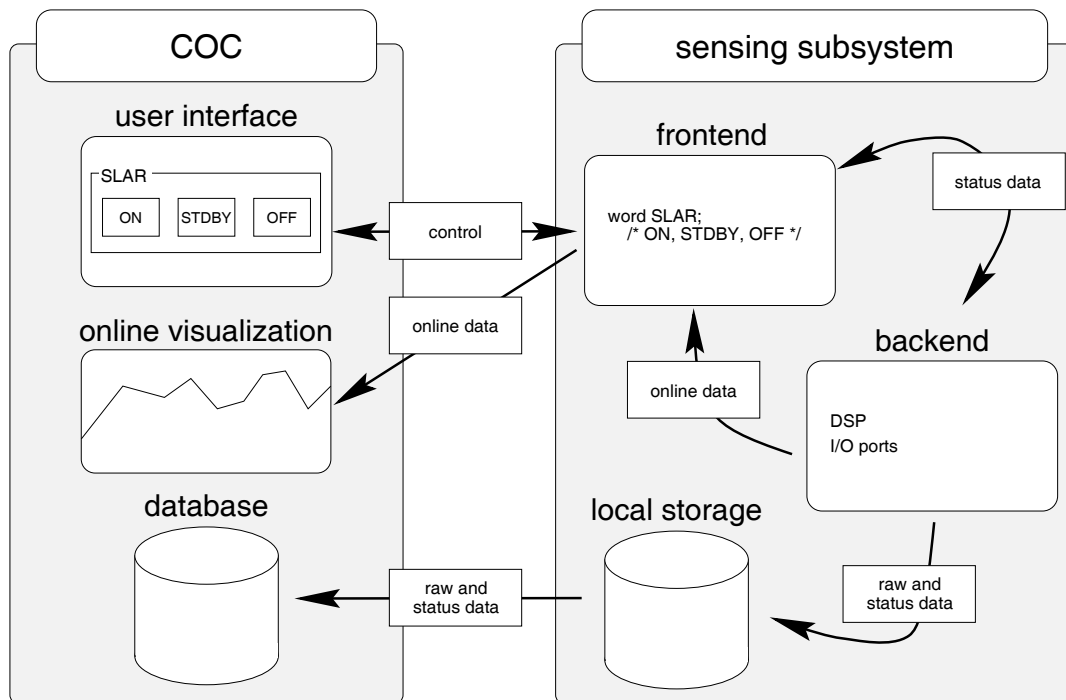 COC
user interface
SLAR
ON
STDBY
OFF
online visualization
database
control
online data
raw and
status data
sensing subsystem
frontend
word SLAR;
/* ON, STDBY, OFF */
status data
online data
backend
DSP
I/O ports
local storage
raw and
status data